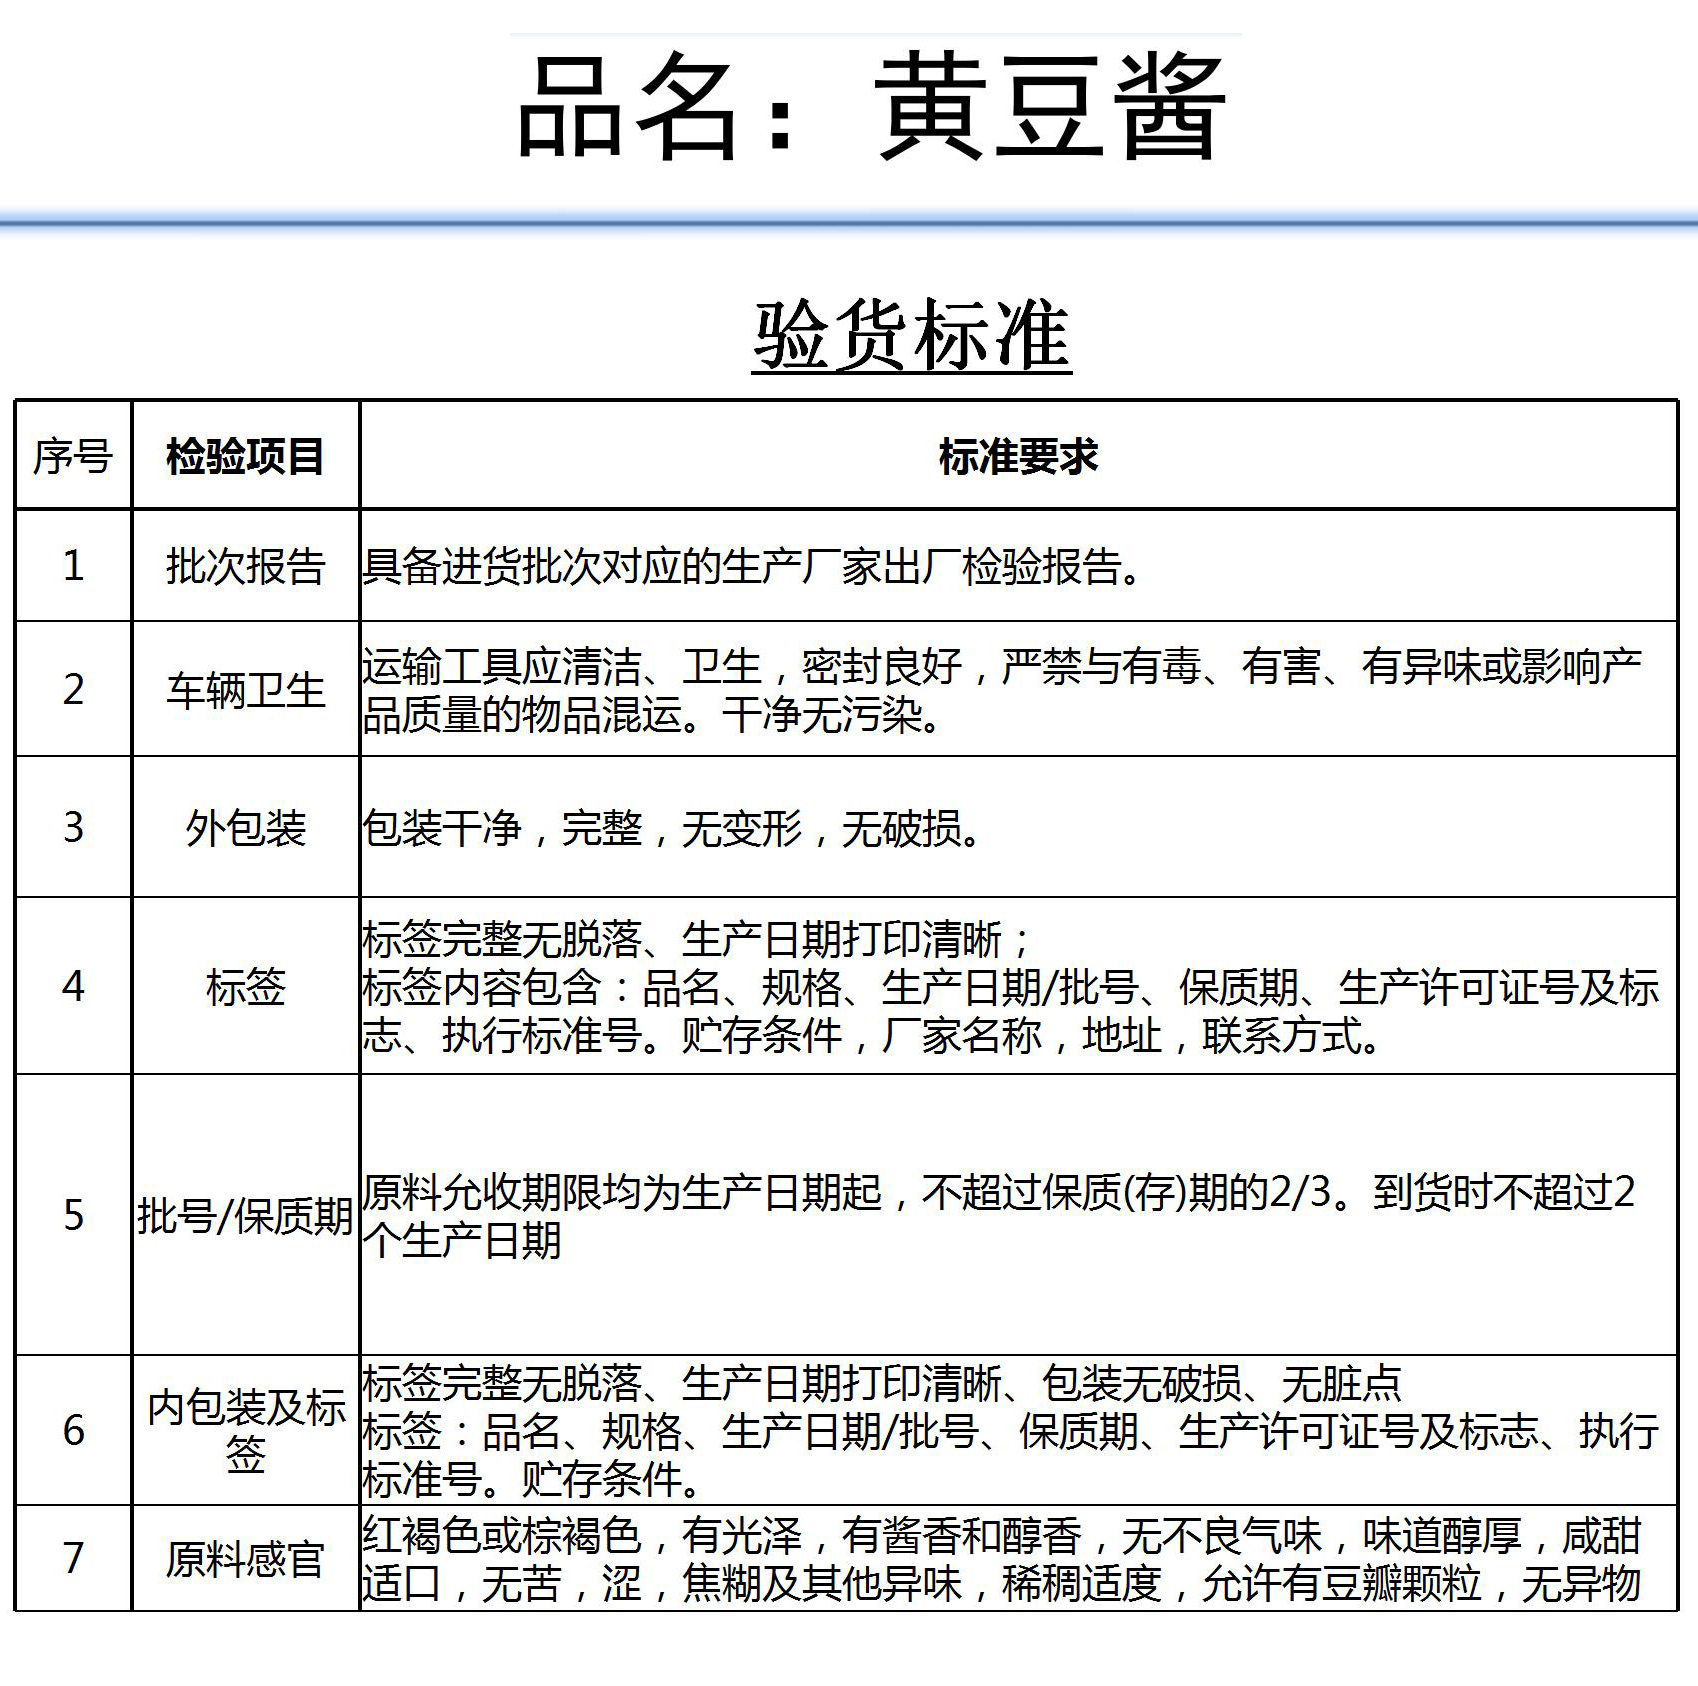 品名：黄豆酱
验货标准
序号 检验项目 标准要求
1 批次报告 具备进货批次对应的生产厂家出厂检验报告。
2 车辆卫生 运输工具应清洁、卫生，密封良好，严禁与有毒、有害、有异味或影响产
品质量的物品混运。干净无污染。
3 外包装 包装干净，完整，无变形，无破损。
4 标签 标签完整无脱落、生产日期打印清晰；
标签内容包含：品名、规格、生产日期/批号、保质期、生产许可证号及标
志、执行标准号。贮存条件，厂家名称，地址，联系方式。
5 批号/保质期 原料允收期限均为生产日期起，不超过保质(存)期的2/3。到货时不超过2
个生产日期
6 内包装及标
签
标签完整无脱落、生产日期打印清晰、包装无破损、无脏点
标签：品名、规格、生产日期/批号、保质期、生产许可证号及标志、执行
标准号。贮存条件。
7 原料感官 红褐色或棕褐色，有光泽，有酱香和醇香，无不良气味，味道醇厚，咸甜
适口，无苦，涩，焦糊及其他异味，稀稠适度，允许有豆瓣颗粒，无异物